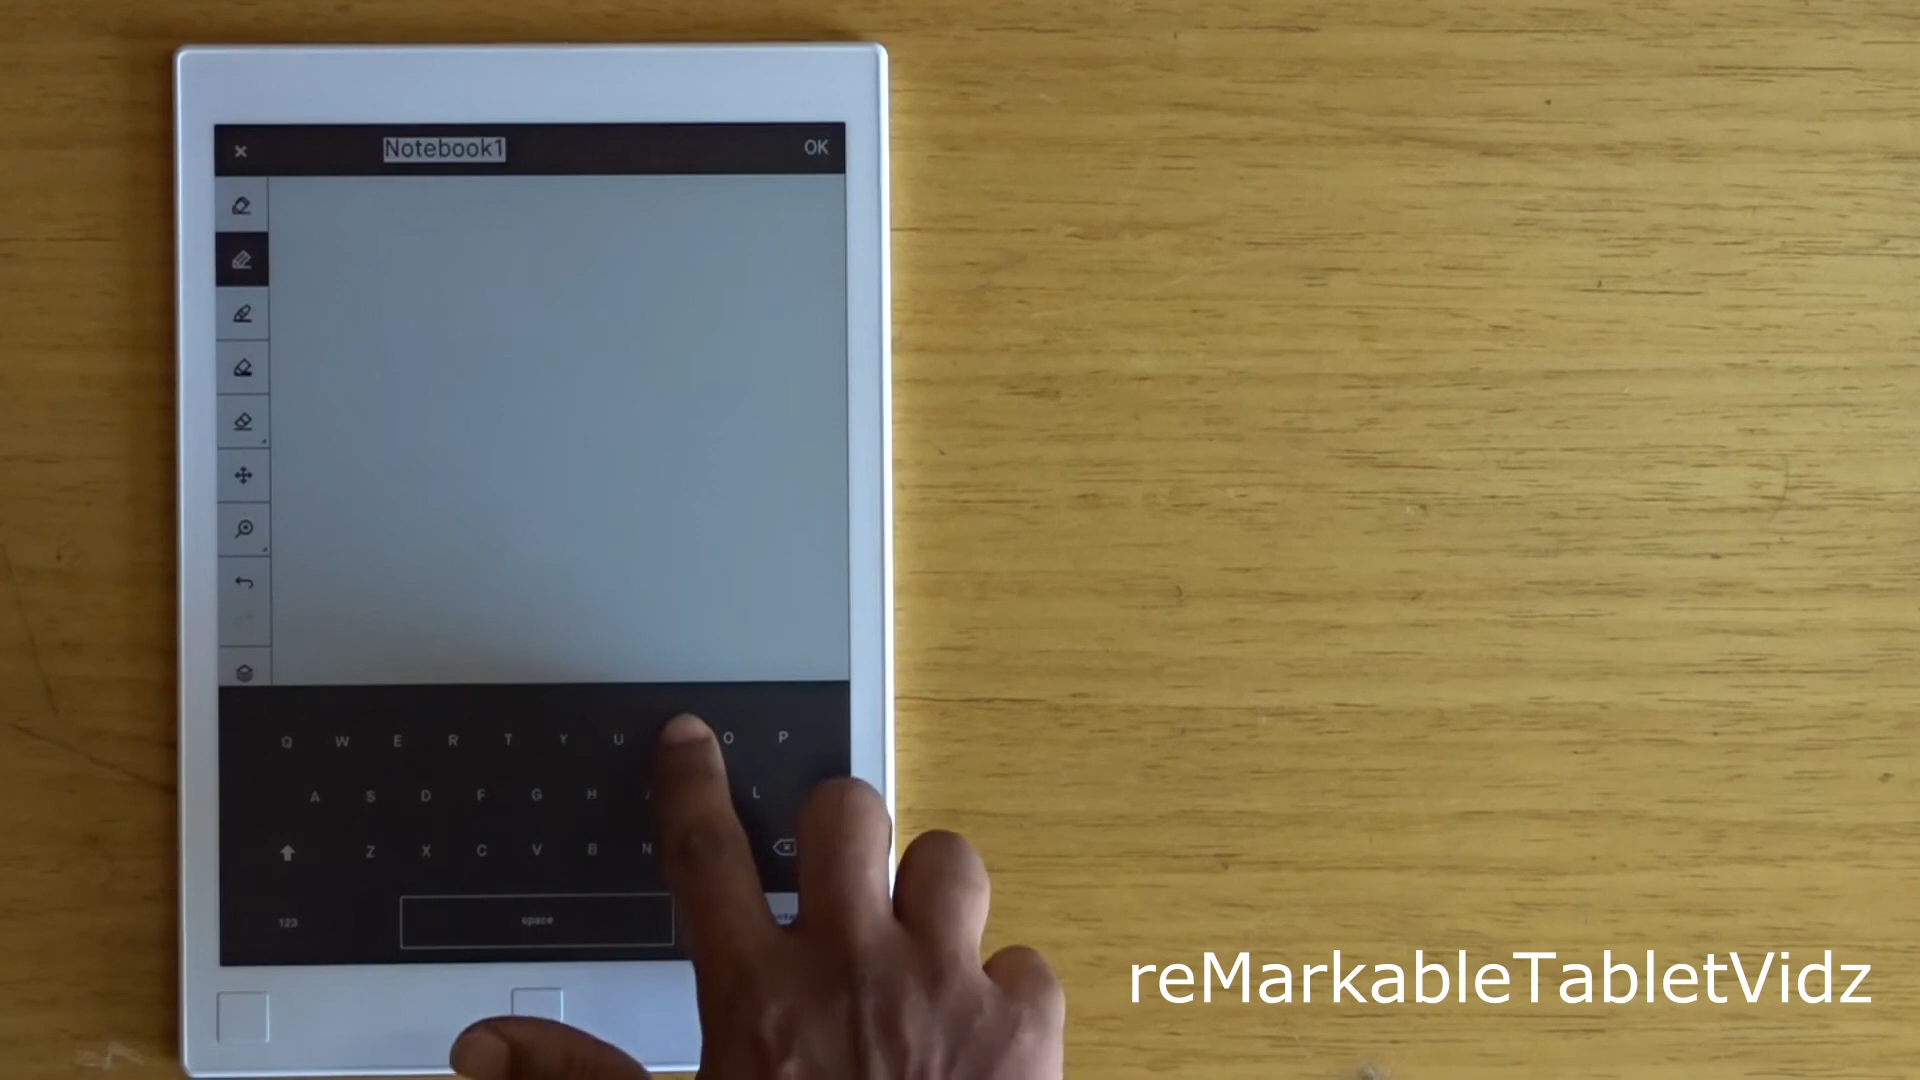 × Notebook1 OK
Q W E R T Y U O P
A S D F G H L
Z X C V B N
123 space
reMarkableTabletVidz